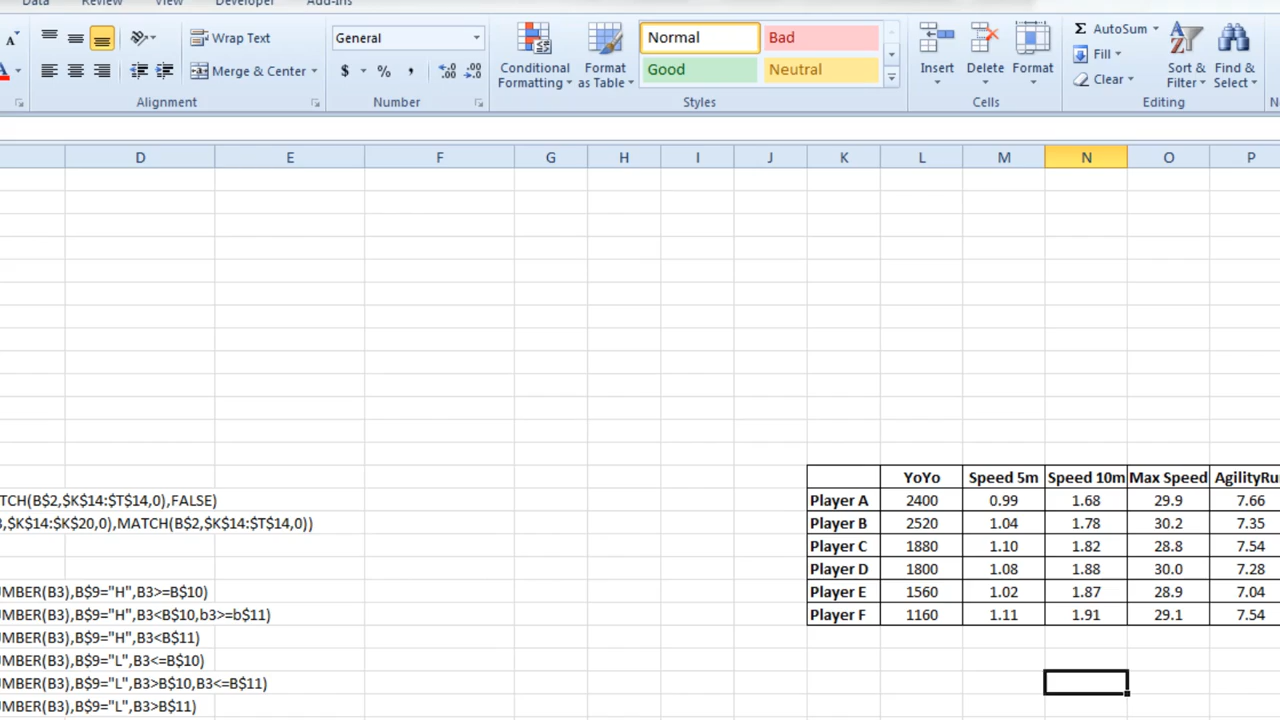 Data Review View Developer Add-Ins
A Wrap Text General Normal Bad Σ AutoSum
A Merge & Center $ % , Conditional Formatting Format as Table Good Neutral Insert Delete Format Fill Clear Sort & Filter Find & Select
Alignment Number Styles Cells Editing
D E F G H I J K L M N O P
YoYo Speed 5m Speed 10m Max Speed AgilityRu
TCH(B$2,$K$14:$T$14,0),FALSE) Player A 2400 0.99 1.68 29.9 7.66
,$K$14:$K$20,0),MATCH(B$2,$K$14:$T$14,0)) Player B 2520 1.04 1.78 30.2 7.35
Player C 1880 1.10 1.82 28.8 7.54
Player D 1800 1.08 1.88 30.0 7.28
UMBER(B3),B$9="H",B3>=B$10) Player E 1560 1.02 1.87 28.9 7.04
UMBER(B3),B$9="H",B3<B$10,b3>=b$11) Player F 1160 1.11 1.91 29.1 7.54
UMBER(B3),B$9="H",B3<B$11)
UMBER(B3),B$9="L",B3<=B$10)
UMBER(B3),B$9="L",B3>B$10,B3<=B$11)
UMBER(B3),B$9="L",B3>B$11)